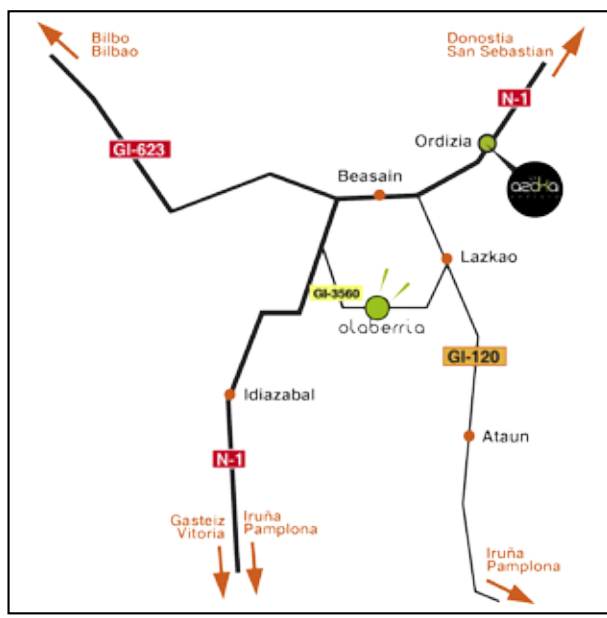 Bilbo
Bilbao
Donostia
San Sebastian
N-1
GI-623
Ordizia
Beasain
azoka
Lazkao
GI-3560
olaberria
GI-120
Idiazabal
Ataun
N-1
Gasteiz
Vitoria
Iruña
Pamplona
Iruña
Pamplona